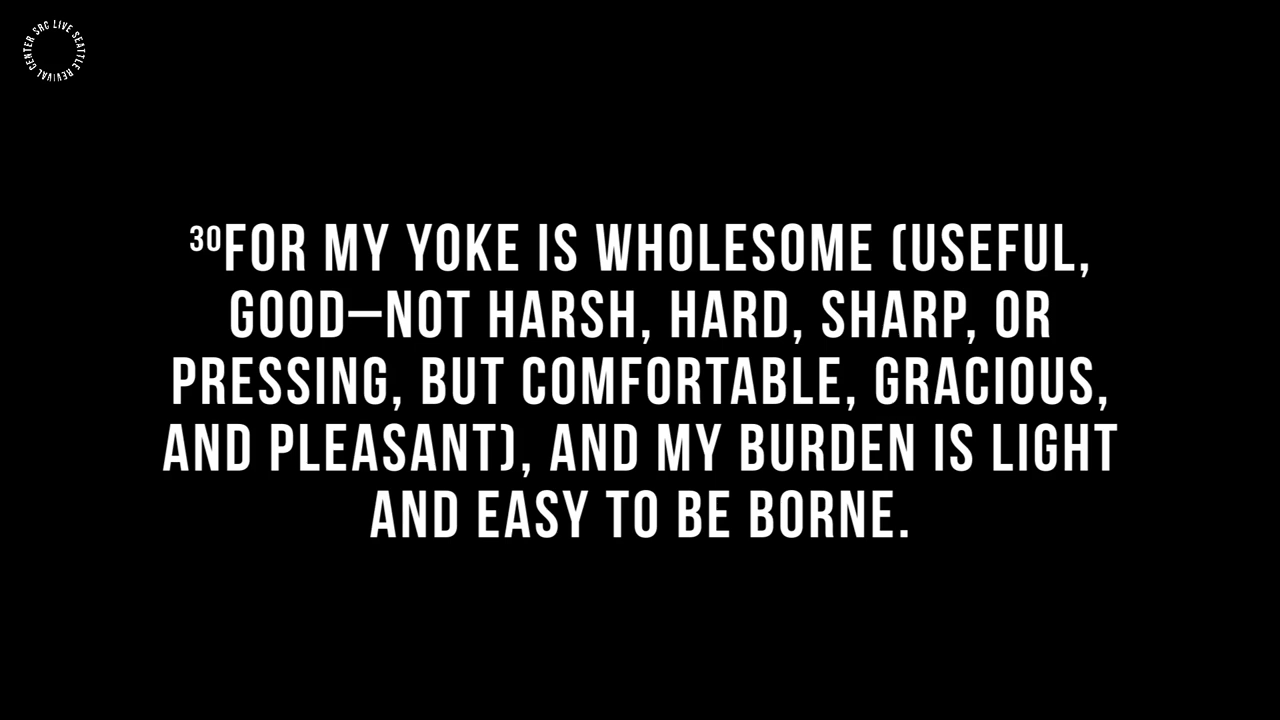 SRC LIVE SEATTLE REVIVAL CENTER
³⁰FOR MY YOKE IS WHOLESOME (USEFUL,
GOOD—NOT HARSH, HARD, SHARP, OR
PRESSING, BUT COMFORTABLE, GRACIOUS,
AND PLEASANT), AND MY BURDEN IS LIGHT
AND EASY TO BE BORNE.